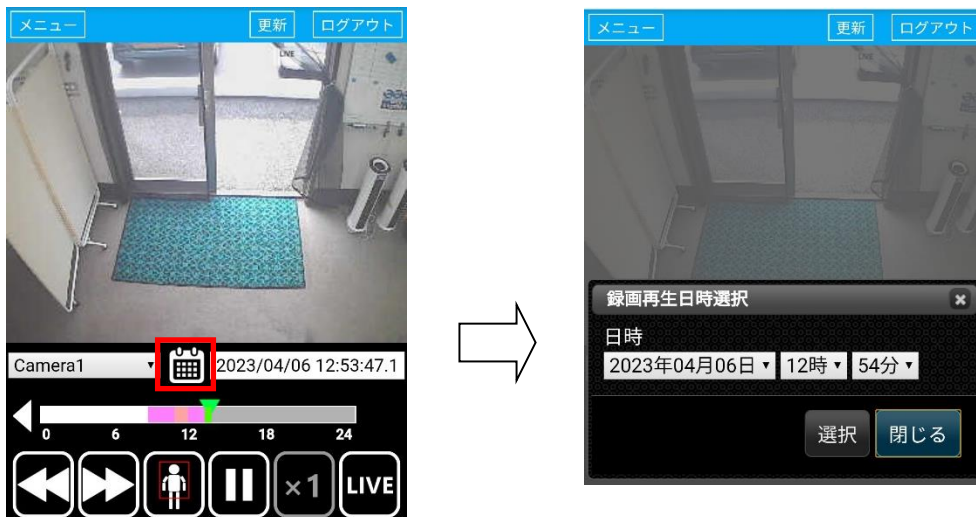 メニュー 更新 ログアウト
LIVE
Camera1 2023/04/06 12:53:47.1
0 6 12 18 24
×1 LIVE
メニュー 更新 ログアウト
LIVE
録画再生日時選択
日時
2023年04月06日 12時 54分
選択 閉じる